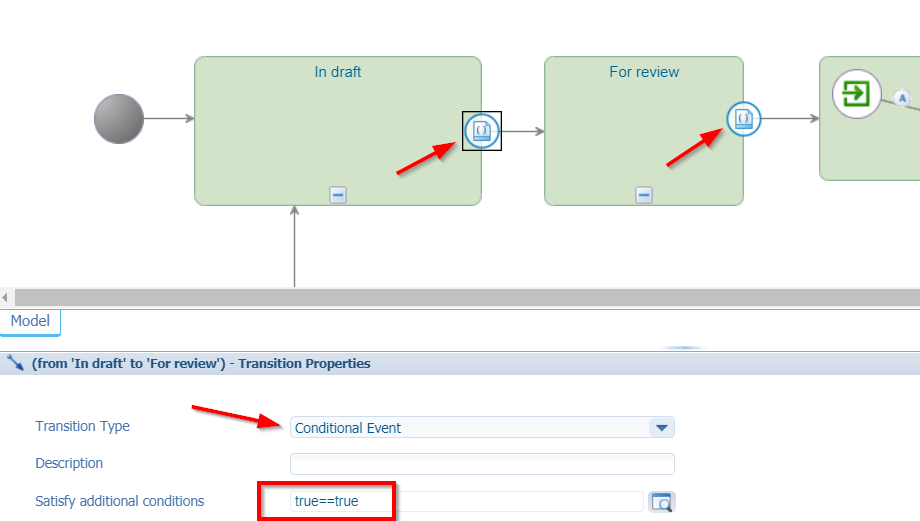 In draft
For review
A
Model
(from 'In draft' to 'For review') - Transition Properties
Transition Type
Conditional Event
Description
Satisfy additional conditions
true==true